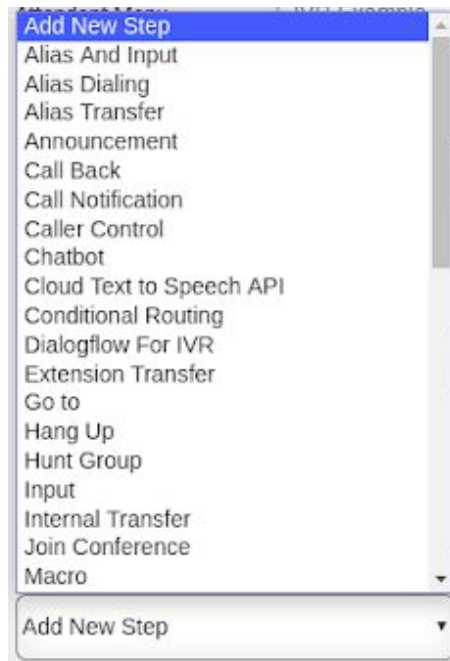 Add New Step
Alias And Input
Alias Dialing
Alias Transfer
Announcement
Call Back
Call Notification
Caller Control
Chatbot
Cloud Text to Speech API
Conditional Routing
Dialogflow For IVR
Extension Transfer
Go to
Hang Up
Hunt Group
Input
Internal Transfer
Join Conference
Macro
Add New Step